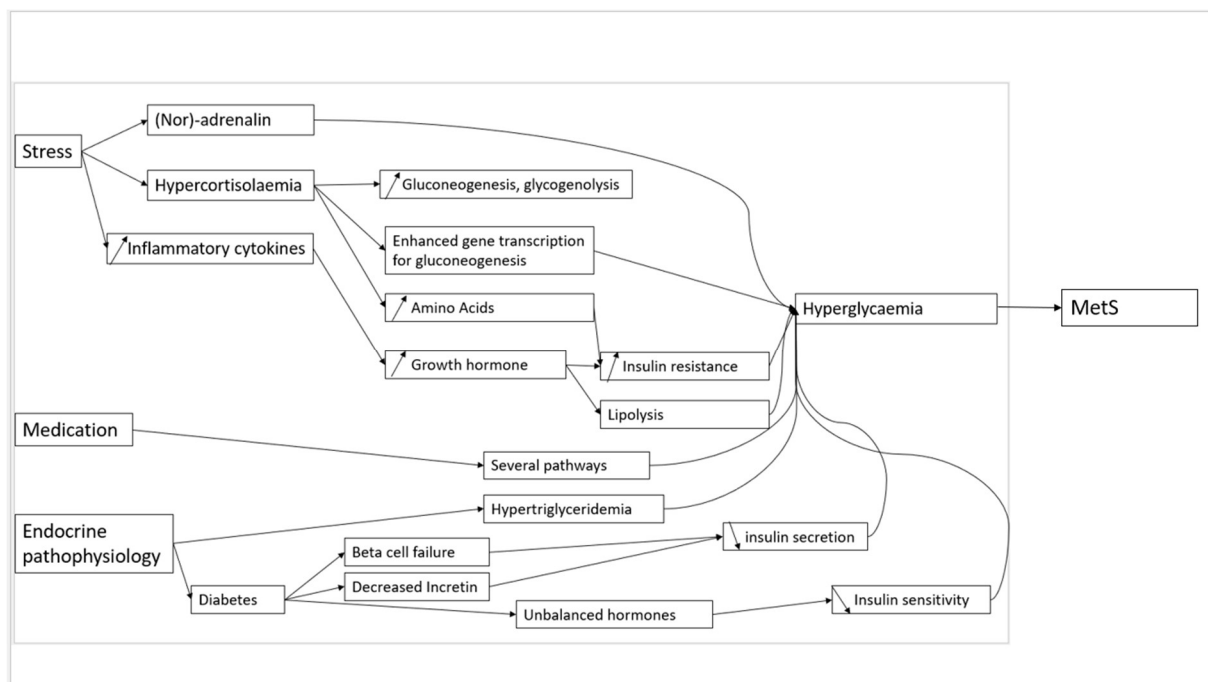 (Nor)-adrenalin
Stress
Hypercortisolaemia
Gluconeogenesis, glycogenolysis
Inflammatory cytokines
Enhanced gene transcription
for gluconeogenesis
Amino Acids
Hyperglycaemia
MetS
Growth hormone
Insulin resistance
Lipolysis
Medication
Several pathways
Hypertriglyceridemia
Endocrine
pathophysiology
insulin secretion
Beta cell failure
Decreased Incretin
Diabetes
Unbalanced hormones
Insulin sensitivity